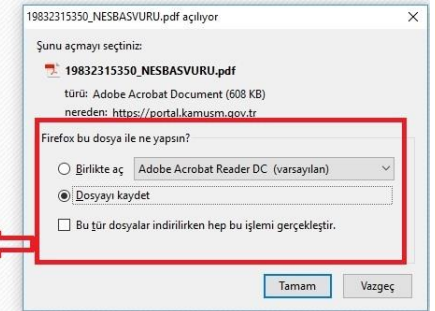 19832315350_NESBASVURU.pdf açılıyor
Şunu açmayı seçtiniz:
19832315350_NESBASVURU.pdf
türü: Adobe Acrobat Document (608 KB)
nereden: https://portal.kamusm.gov.tr
Firefox bu dosya ile ne yapsın?
Birlikte aç Adobe Acrobat Reader DC (varsayılan)
Dosyayı kaydet
Bu tür dosyalar indirilirken hep bu işlemi gerçekleştir.
Tamam Vazgeç